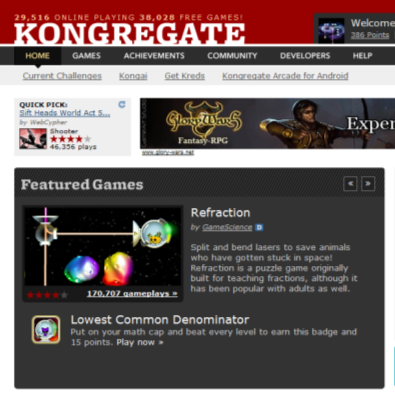 29,516 ONLINE PLAYING 38,028 FREE GAMES!
KONGREGATE
Welcome
386 Points
HOME GAMES ACHIEVEMENTS COMMUNITY DEVELOPERS HELP
Current Challenges Kongai Get Kreds Kongregate Arcade for Android
QUICK PICK:
Sift Heads World Act 5...
by WebCypher
Shooter
46,356 plays
Glory Wars
Fantasy-RPG
Exper
www.glory-wars.net
Featured Games
« »
Refraction
by GameScience D
Split and bend lasers to save animals
who have gotten stuck in space!
Refraction is a puzzle game originally
built for teaching fractions, although it
has been popular with adults as well.
170,707 gameplays »
Lowest Common Denominator
Put on your math cap and beat every level to earn this badge and
15 points. Play now »